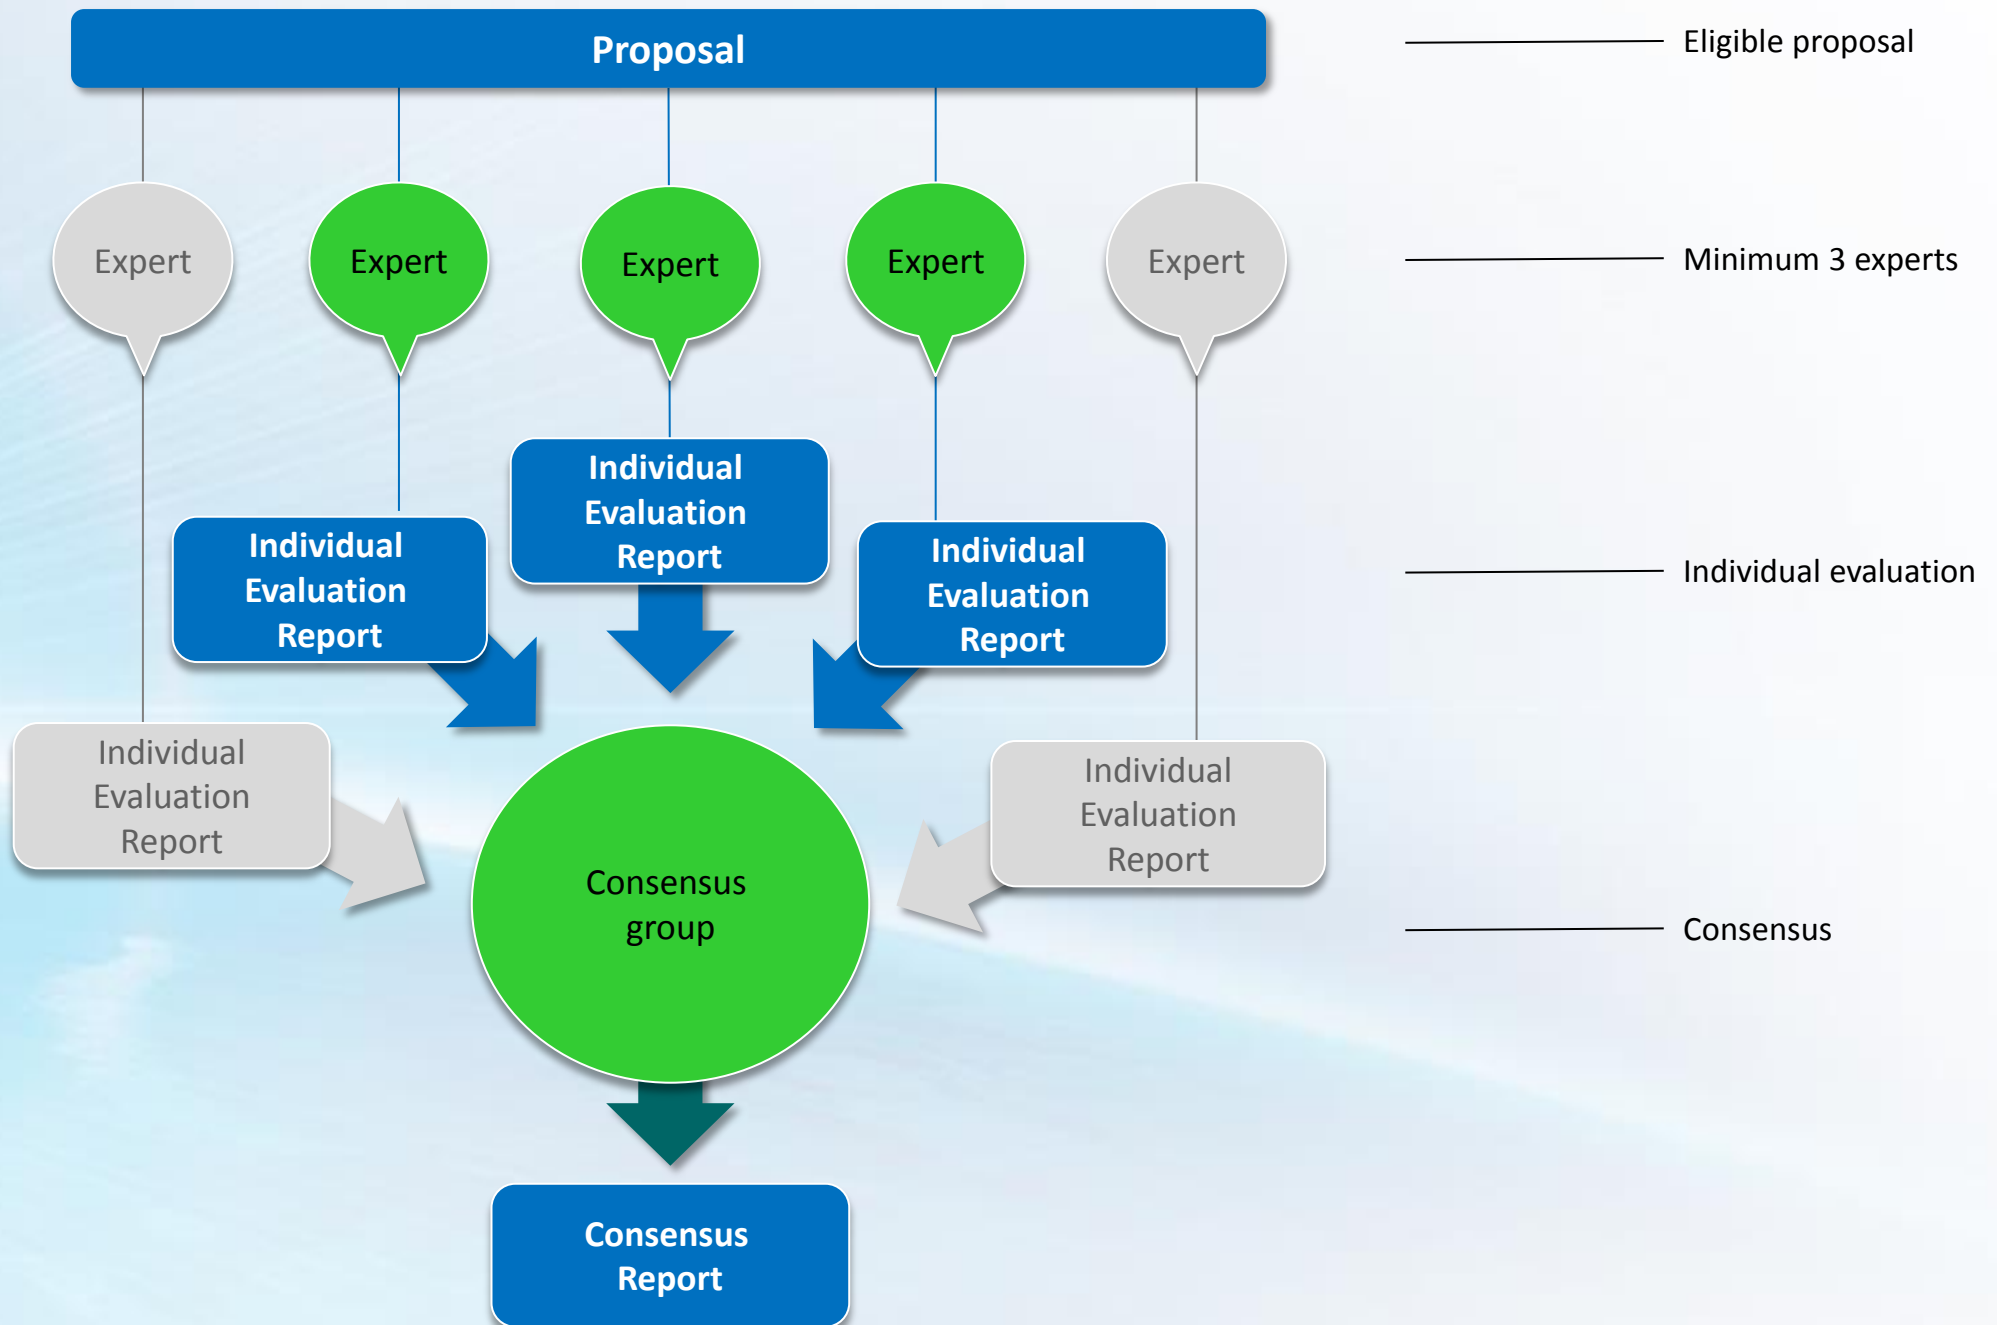 Proposal
Eligible proposal
Expert
Expert
Expert
Expert
Expert
Minimum 3 experts
Individual
Evaluation
Report
Individual
Evaluation
Report
Individual
Evaluation
Report
Individual evaluation
Individual
Evaluation
Report
Individual
Evaluation
Report
Consensus
group
Consensus
Consensus
Report